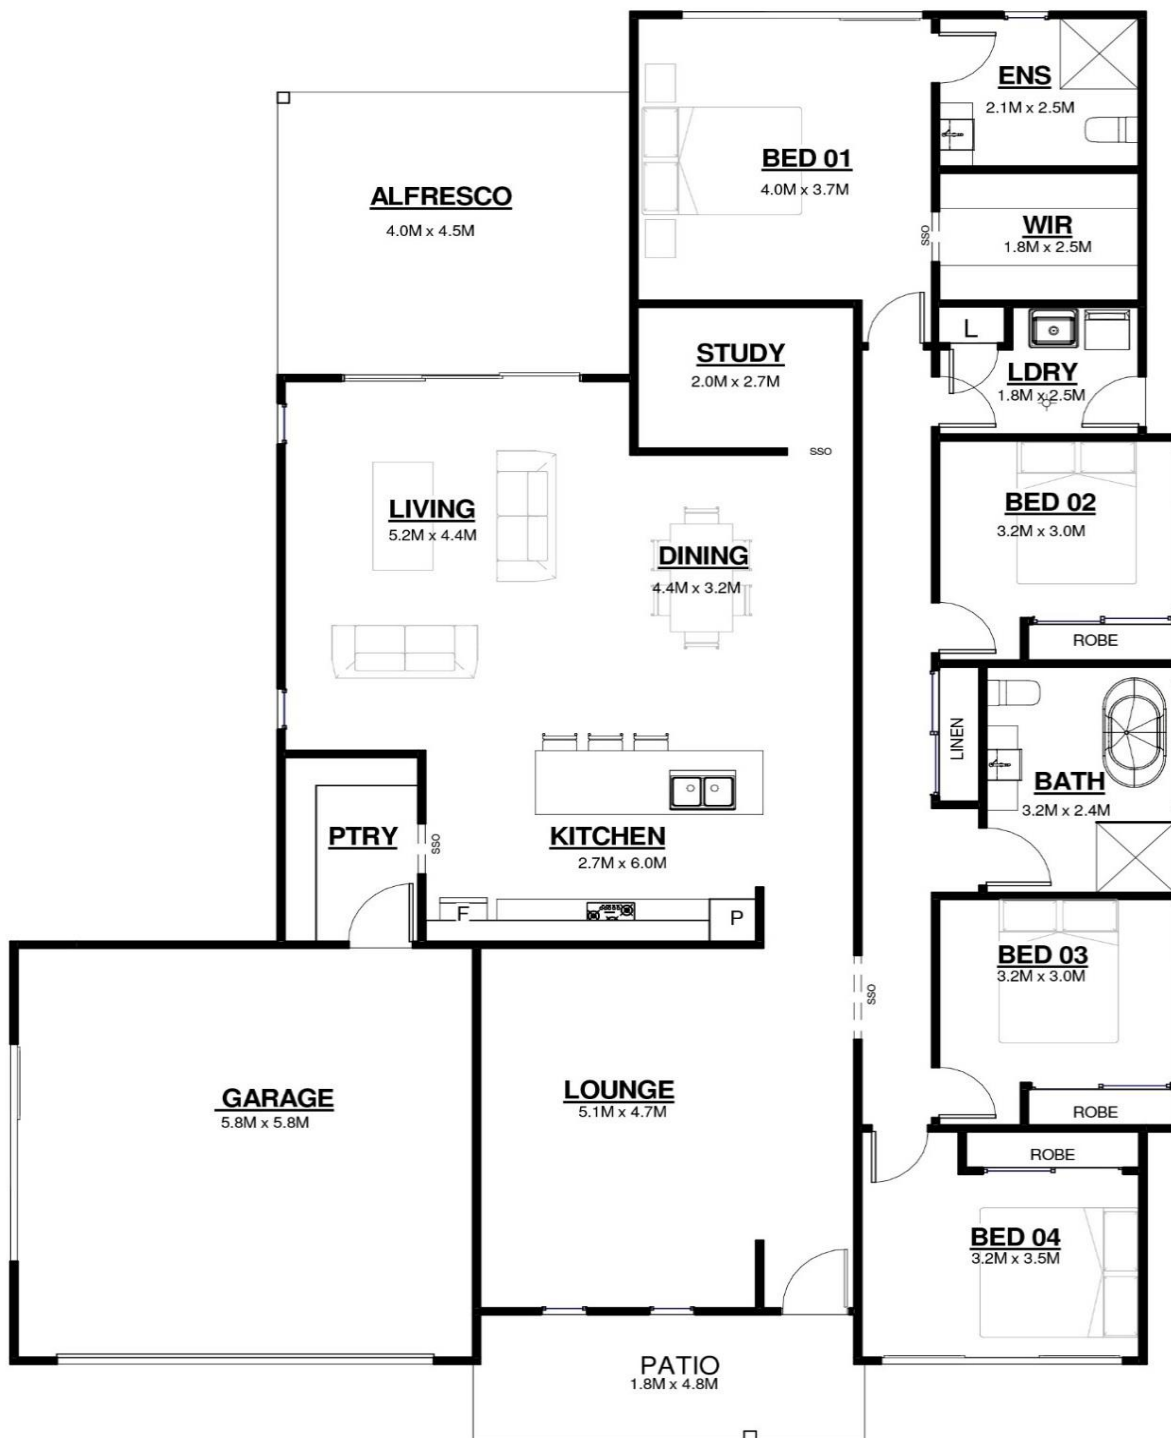 ENS
2.1M x 2.5M
BED 01
4.0M x 3.7M
ALFRESCO
4.0M x 4.5M
WIR
1.8M x 2.5M
SSO
L
STUDY
2.0M x 2.7M
LDRY
1.8M x 2.5M
SSO
LIVING
5.2M x 4.4M
BED 02
3.2M x 3.0M
DINING
4.4M x 3.2M
ROBE
LINEN
BATH
3.2M x 2.4M
PTRY
SSO
KITCHEN
2.7M x 6.0M
F
P
BED 03
3.2M x 3.0M
SSO
GARAGE
5.8M x 5.8M
LOUNGE
5.1M x 4.7M
ROBE
ROBE
BED 04
3.2M x 3.5M
PATIO
1.8M x 4.8M